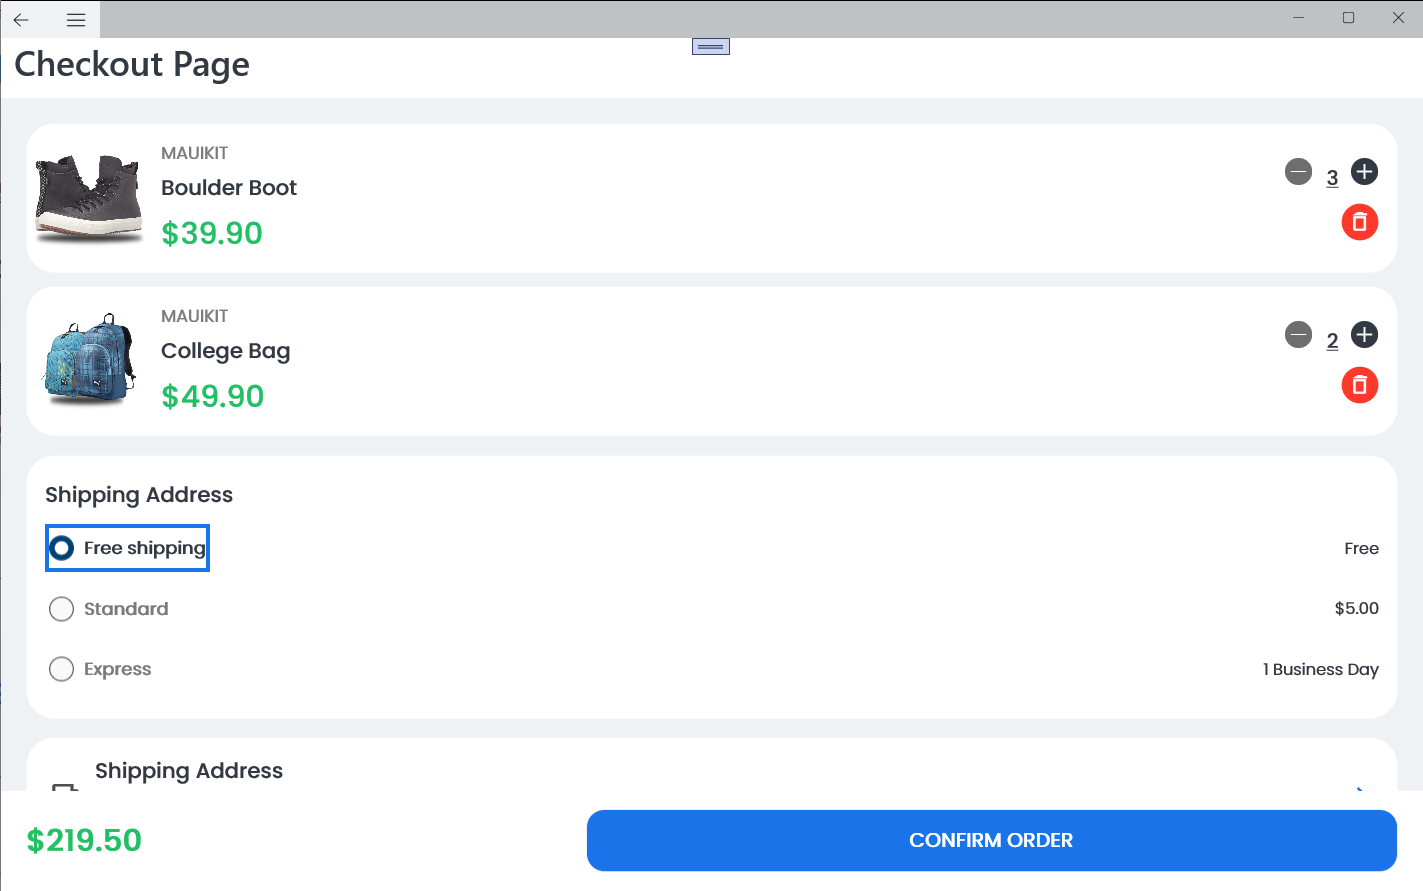 Checkout Page
MAUIKIT
Boulder Boot
$39.90
3
MAUIKIT
College Bag
$49.90
2
Shipping Address
Free shipping
Free
Standard
$5.00
Express
1 Business Day
Shipping Address
$219.50
CONFIRM ORDER